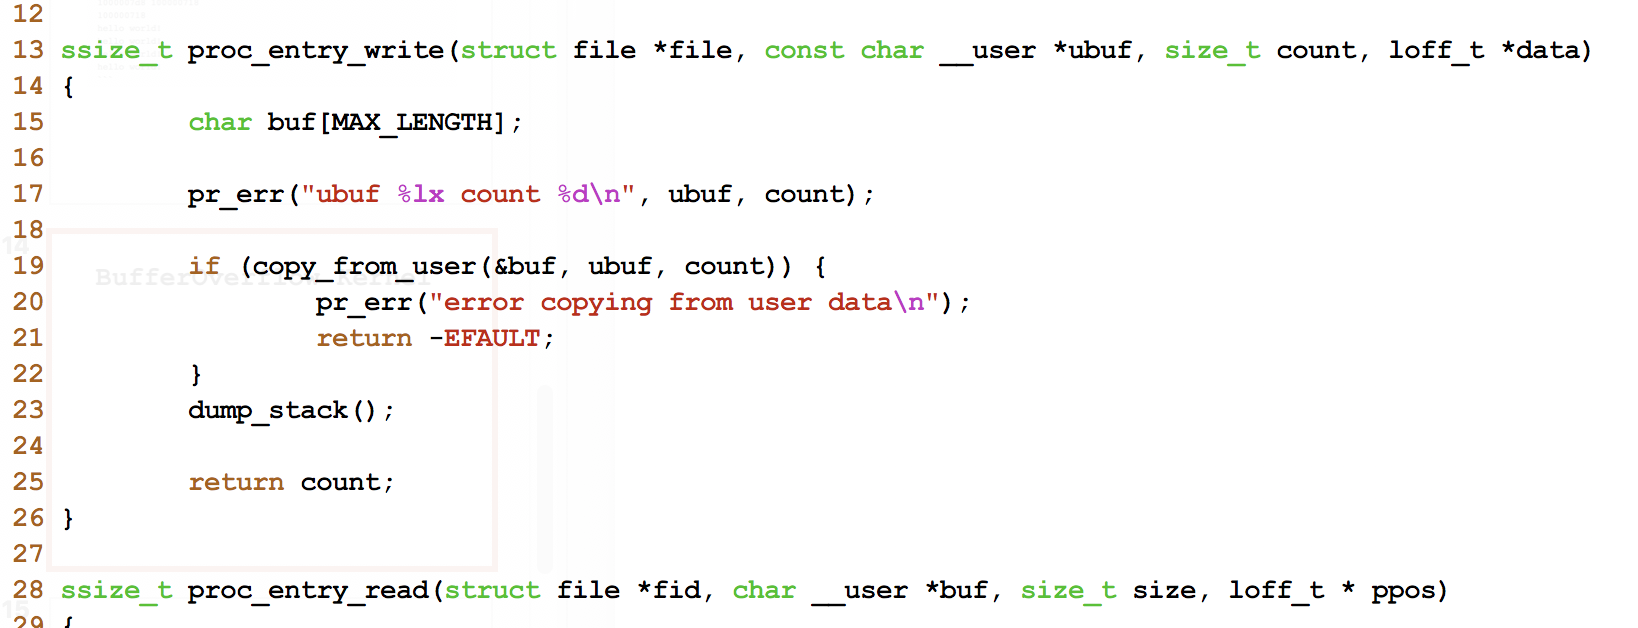 12
13 ssize_t proc_entry_write(struct file *file, const char __user *ubuf, size_t count, loff_t *data)
14 {
15         char buf[MAX_LENGTH];
16
17         pr_err("ubuf %lx count %d\n", ubuf, count);
18
19         if (copy_from_user(&buf, ubuf, count)) {
20                 pr_err("error copying from user data\n");
21                 return -EFAULT;
22         }
23         dump_stack();
24
25         return count;
26 }
27
28 ssize_t proc_entry_read(struct file *fid, char __user *buf, size_t size, loff_t * ppos)
29 {